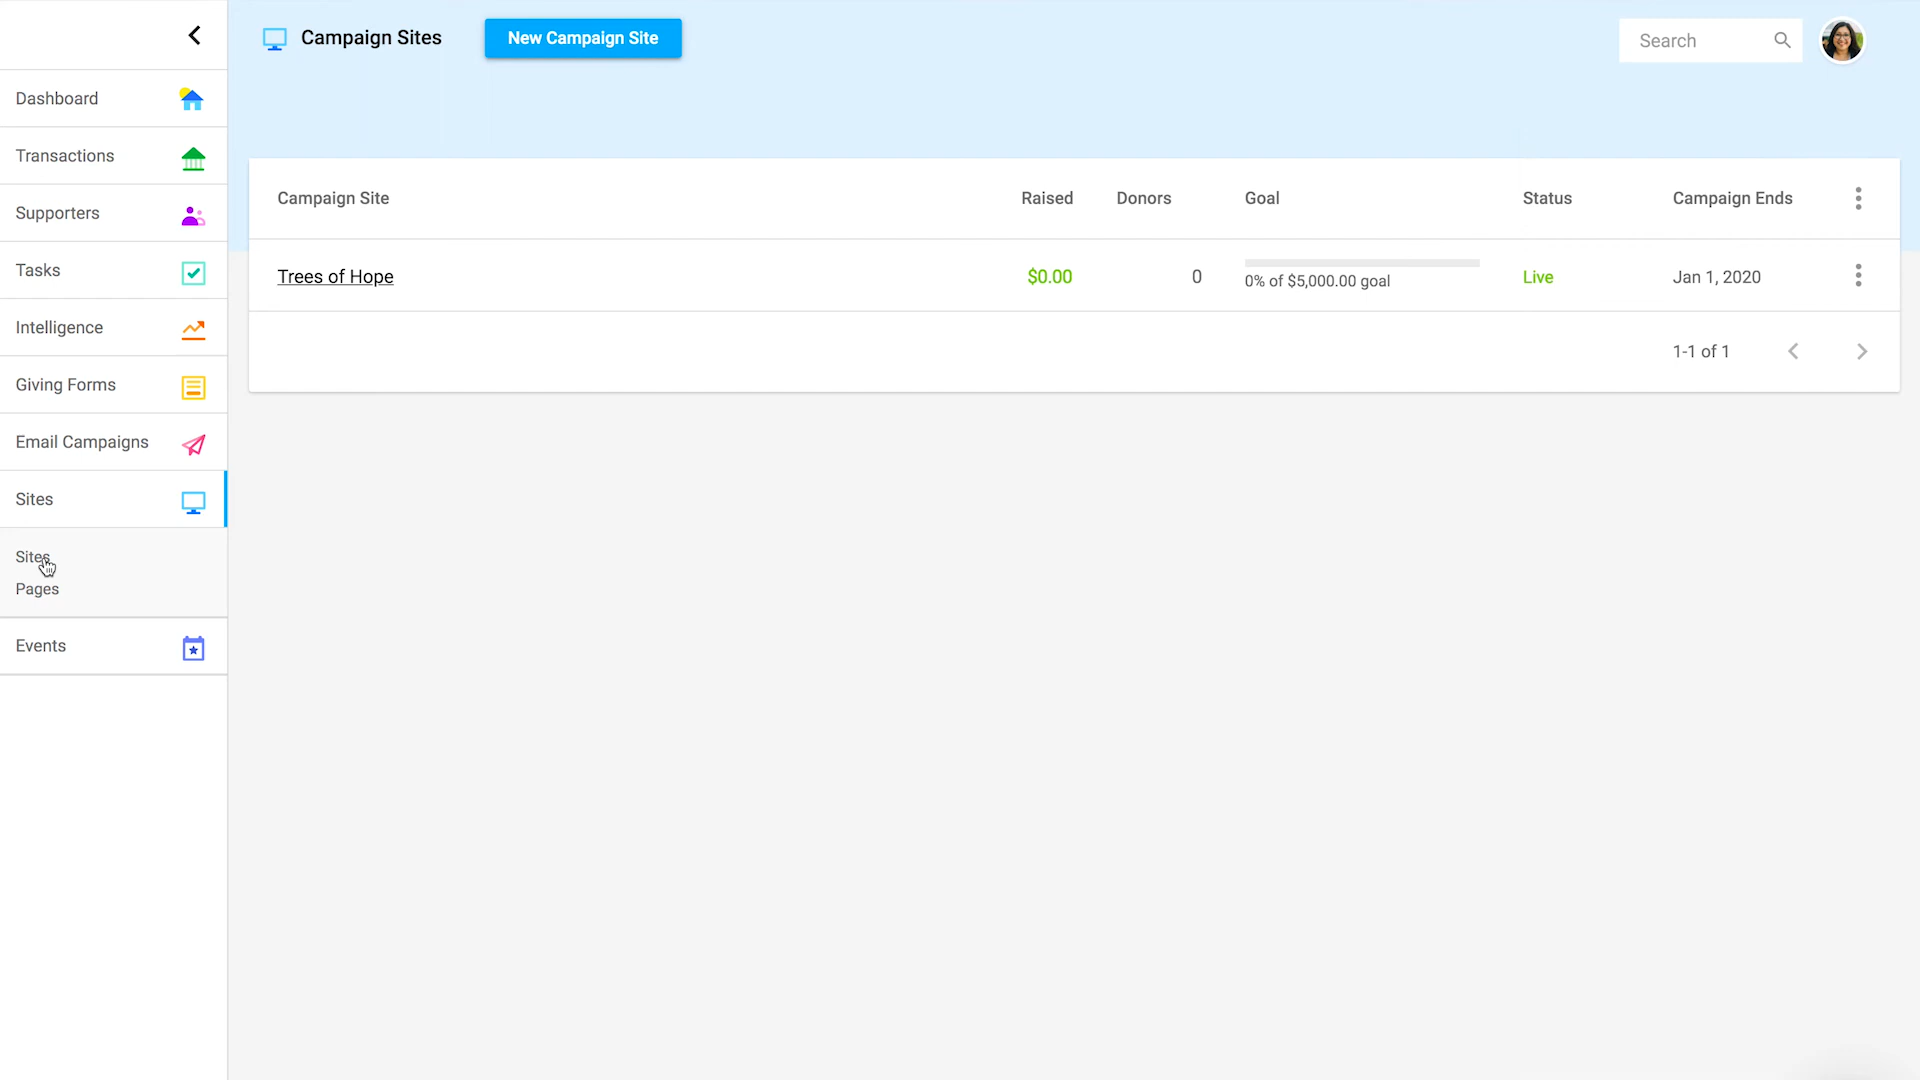 Campaign Sites
New Campaign Site
Search
Dashboard
Transactions
Supporters
Tasks
Intelligence
Giving Forms
Email Campaigns
Sites
Sites
Pages
Events
Campaign Site Raised Donors Goal Status Campaign Ends
Trees of Hope $0.00 0 0% of $5,000.00 goal Live Jan 1, 2020
1-1 of 1